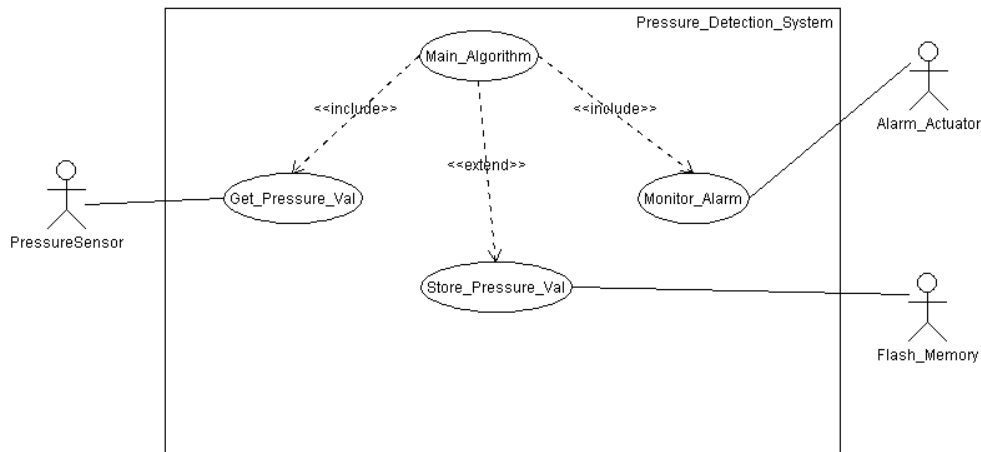 Pressure_Detection_System
Main_Algorithm
<<include>>
<<include>>
Alarm_Actuator
<<extend>>
Get_Pressure_Val
Monitor_Alarm
PressureSensor
Store_Pressure_Val
Flash_Memory